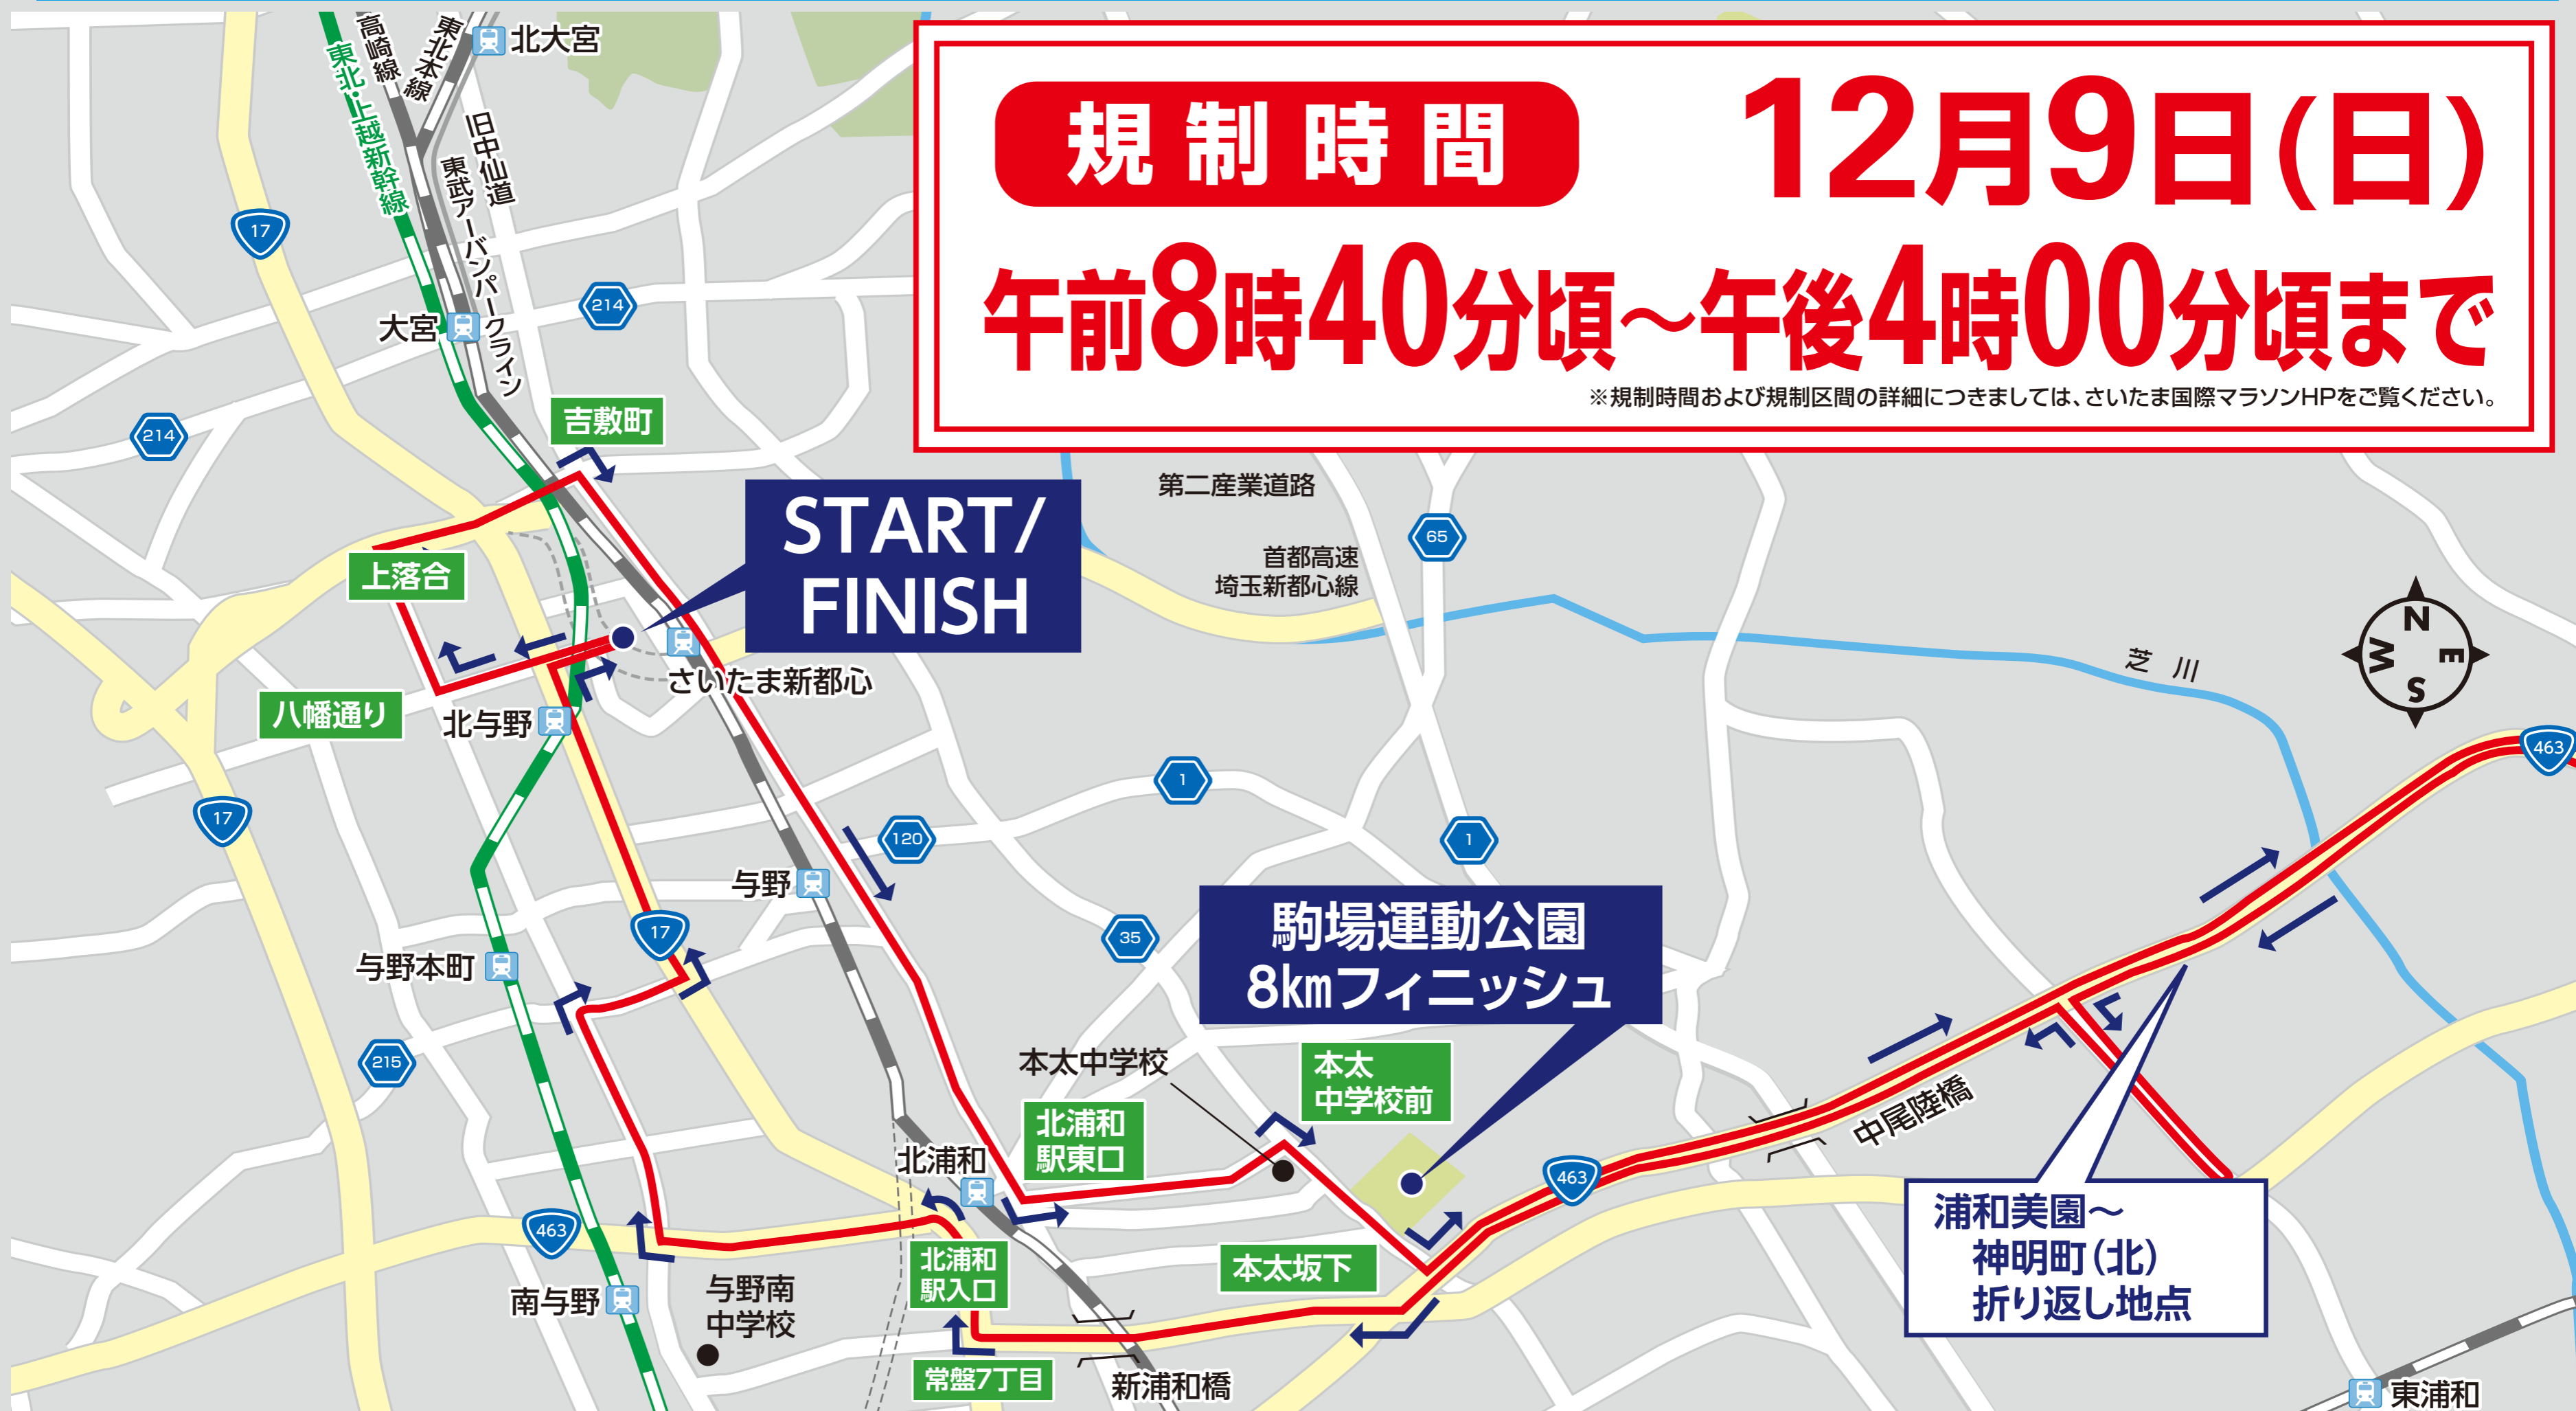 規制時間
12月9日(日)
午前8時40分頃～午後4時00分頃まで
※規制時間および規制区間の詳細につきましては、さいたま国際マラソンHPをご覧ください。
高崎線
東北本線
北大宮
東北・上越新幹線
旧中仙道
東武アーバンパークライン
17
214
大宮
214
吉敷町
START/
FINISH
第二産業道路
首都高速
埼玉新都心線
65
上落合
さいたま新都心
八幡通り
北与野
芝川
N
W
E
S
463
17
120
1
1
与野
35
17
与野本町
駒場運動公園
8kmフィニッシュ
215
本太中学校
本太
中学校前
北浦和
駅東口
北浦和
中尾陸橋
463
463
浦和美園～
神明町(北)
折り返し地点
北浦和
駅入口
本太坂下
南与野
与野南
中学校
常盤7丁目
新浦和橋
東浦和